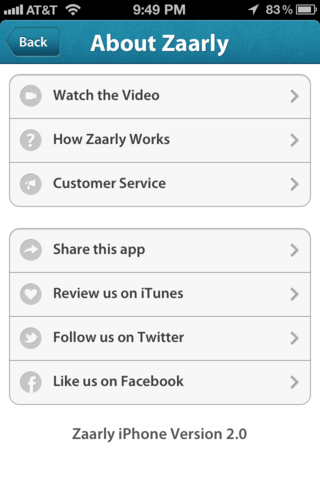 AT&T 9:49 PM 83%
Back About Zaarly
Watch the Video
How Zaarly Works
Customer Service
Share this app
Review us on iTunes
Follow us on Twitter
Like us on Facebook
Zaarly iPhone Version 2.0